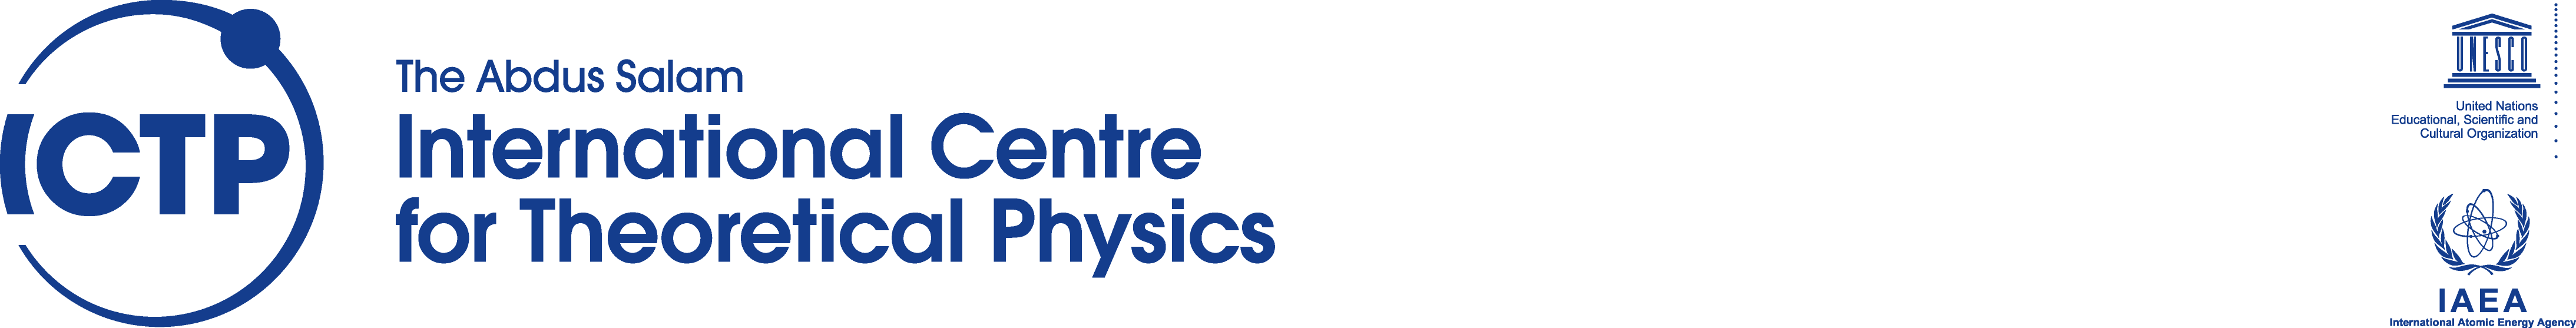 ICTP
The Abdus Salam
International Centre
for Theoretical Physics
UNESCO
United Nations
Educational, Scientific and
Cultural Organization
IAEA
International Atomic Energy Agency